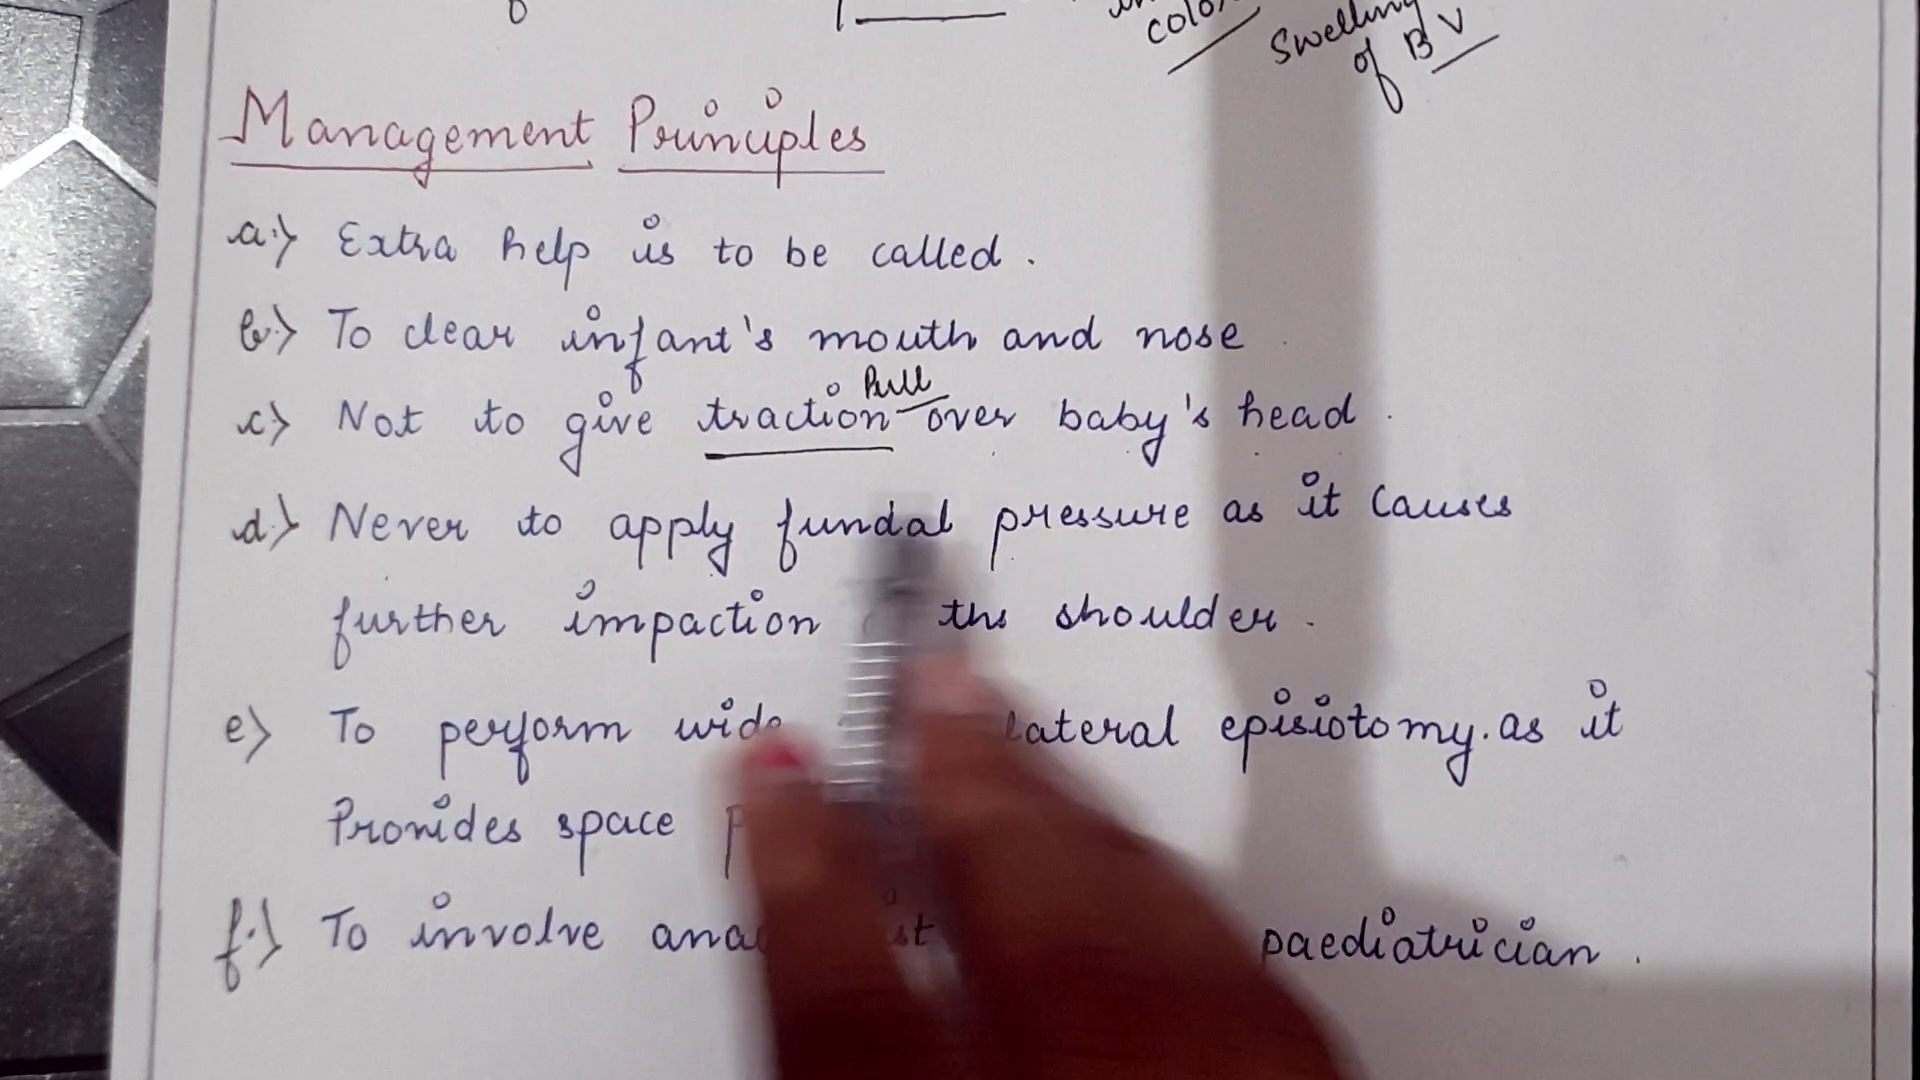 color
Swelling
of B V
Management Principles
a.) Extra help is to be called.
b.) To clear infant's mouth and nose
Pull
c) Not to give traction over baby's head.
d.) Never to apply fundal pressure as it causes
further impaction the shoulder.
e) To perform wide lateral episiotomy. as it
Provides space
f.) To involve paediatrician.